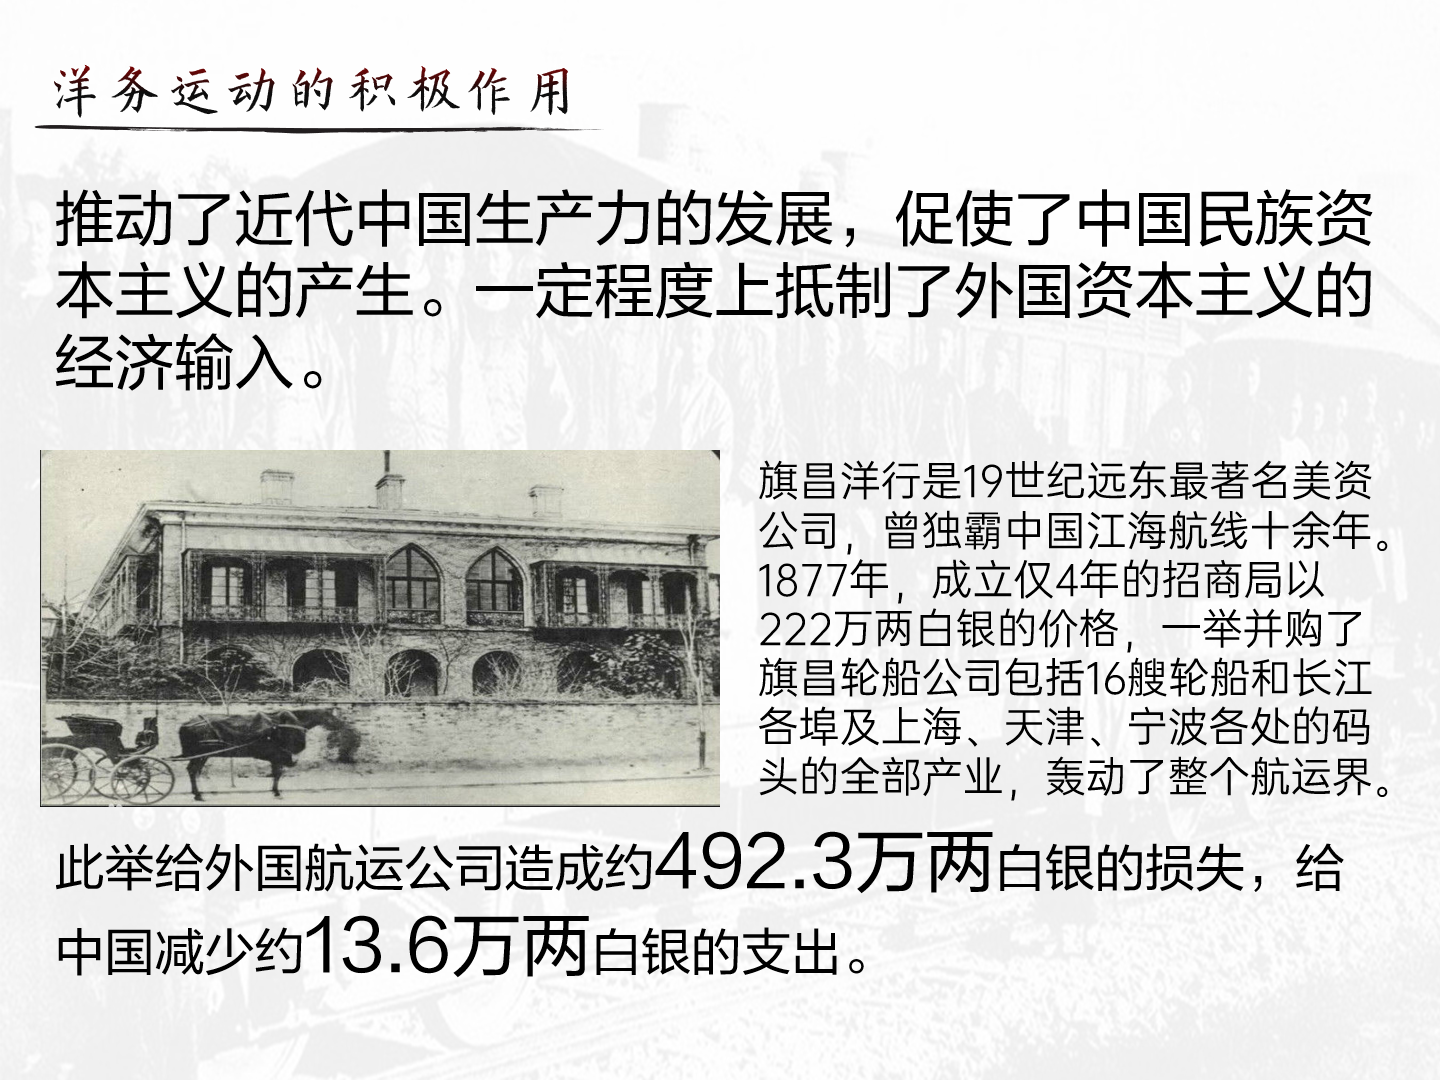 洋务运动的积极作用
推动了近代中国生产力的发展，促使了中国民族资
本主义的产生。一定程度上抵制了外国资本主义的
经济输入。
旗昌洋行是19世纪远东最著名美资
公司，曾独霸中国江海航线十余年。
1877年，成立仅4年的招商局以
222万两白银的价格，一举并购了
旗昌轮船公司包括16艘轮船和长江
各埠及上海、天津、宁波各处的码
头的全部产业，轰动了整个航运界。
此举给外国航运公司造成约492.3万两白银的损失，给
中国减少约13.6万两白银的支出。